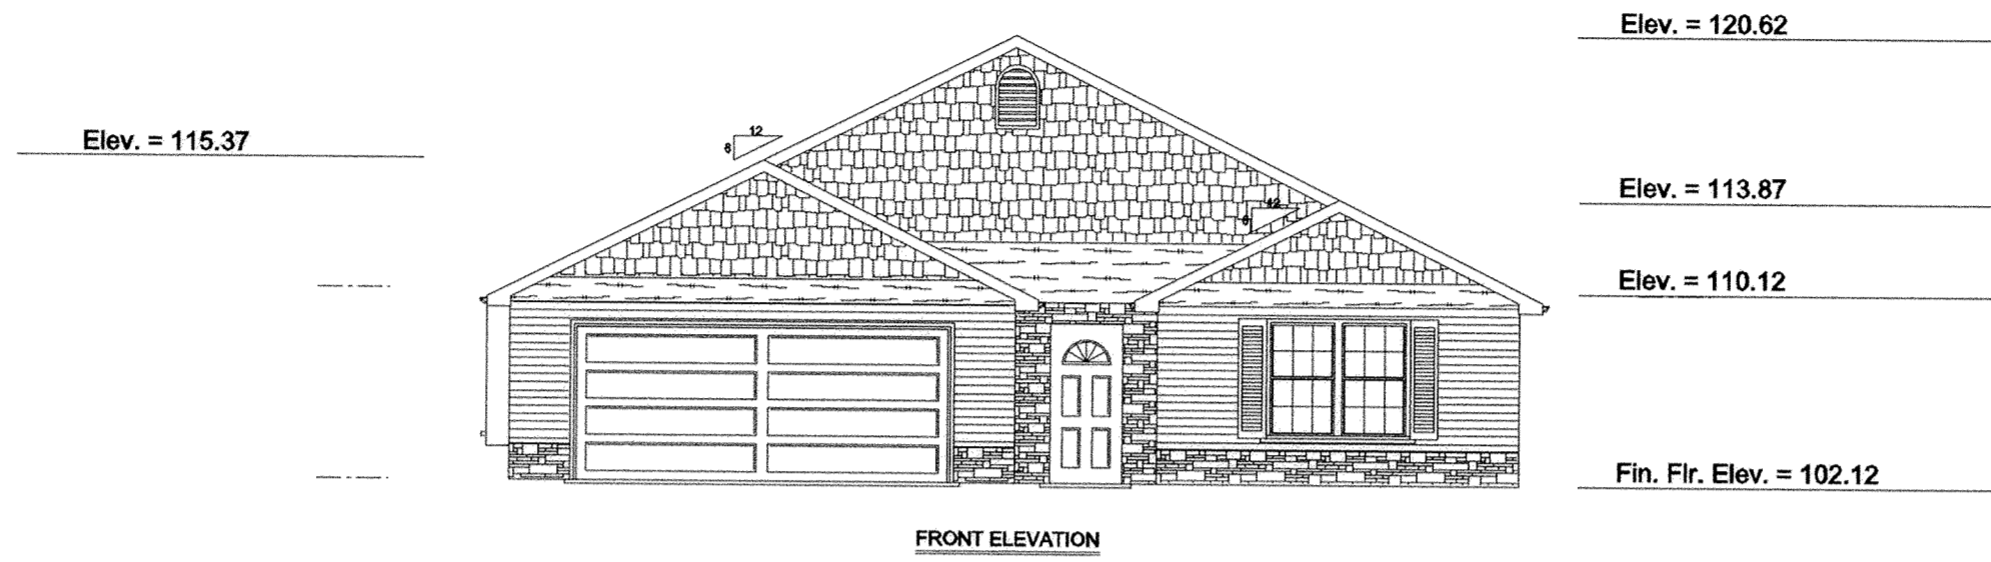 Elev. = 120.62
Elev. = 115.37
12
6
Elev. = 113.87
12
6
Elev. = 110.12
Fin. Flr. Elev. = 102.12
FRONT ELEVATION